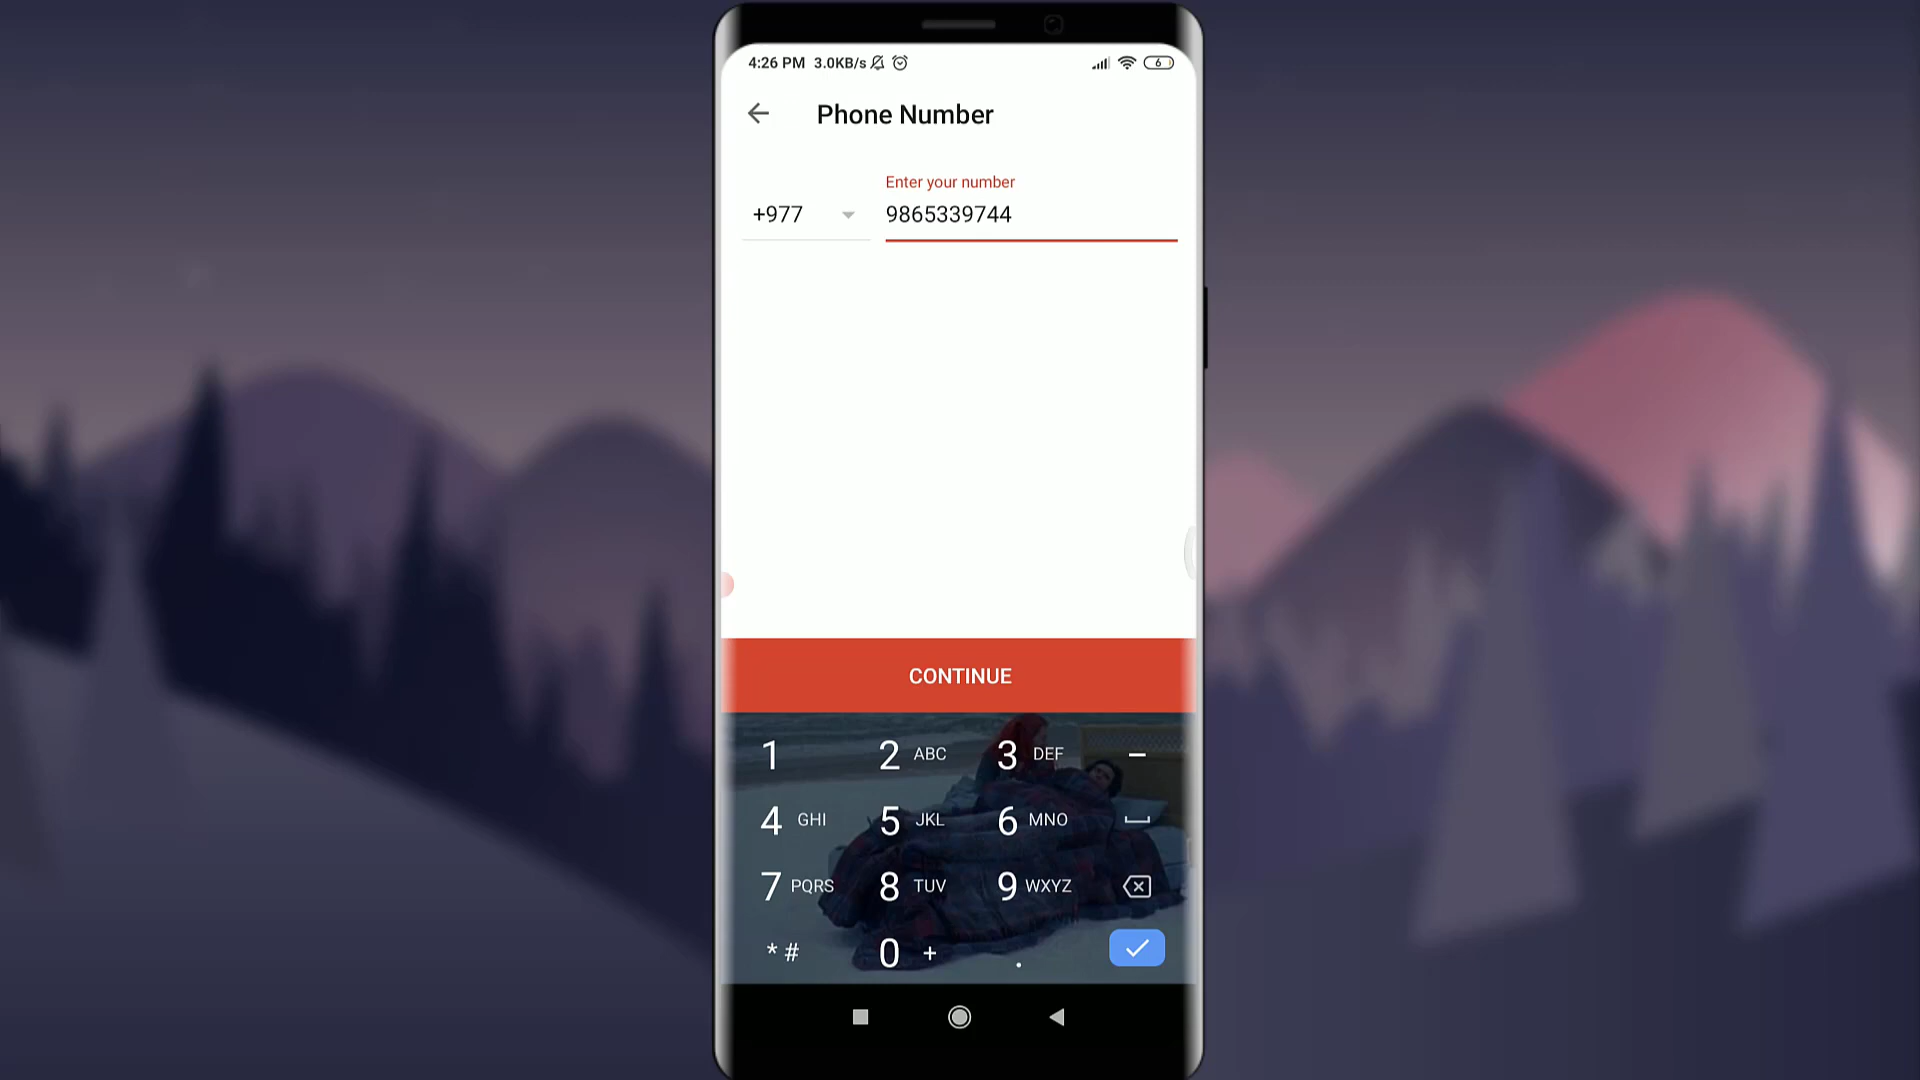 4:26 PM 3.0KB/s 6
Phone Number
Enter your number
+977 9865339744
CONTINUE
1 2 ABC 3 DEF –
4 GHI 5 JKL 6 MNO
7 PQRS 8 TUV 9 WXYZ
* # 0 + .